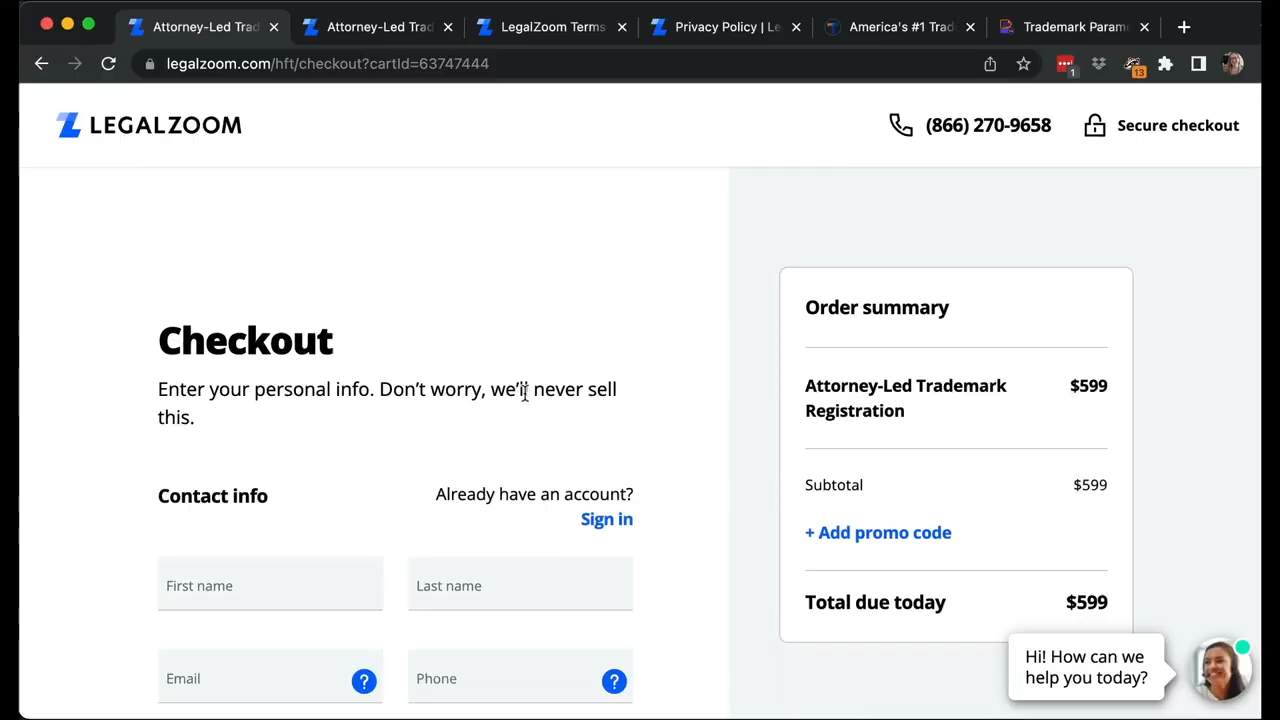 Attorney-Led Trad
Attorney-Led Trad
LegalZoom Terms
Privacy Policy | Le
America's #1 Trad
Trademark Param
legalzoom.com/hft/checkout?cartId=63747444
1
13
LEGALZOOM
(866) 270-9658
Secure checkout
Checkout
Enter your personal info. Don't worry, we'll never sell
this.
Contact info
Already have an account?
Sign in
First name
Last name
Email
?
Phone
?
Order summary
Attorney-Led Trademark
Registration
$599
Subtotal
$599
+ Add promo code
Total due today
$599
Hi! How can we
help you today?